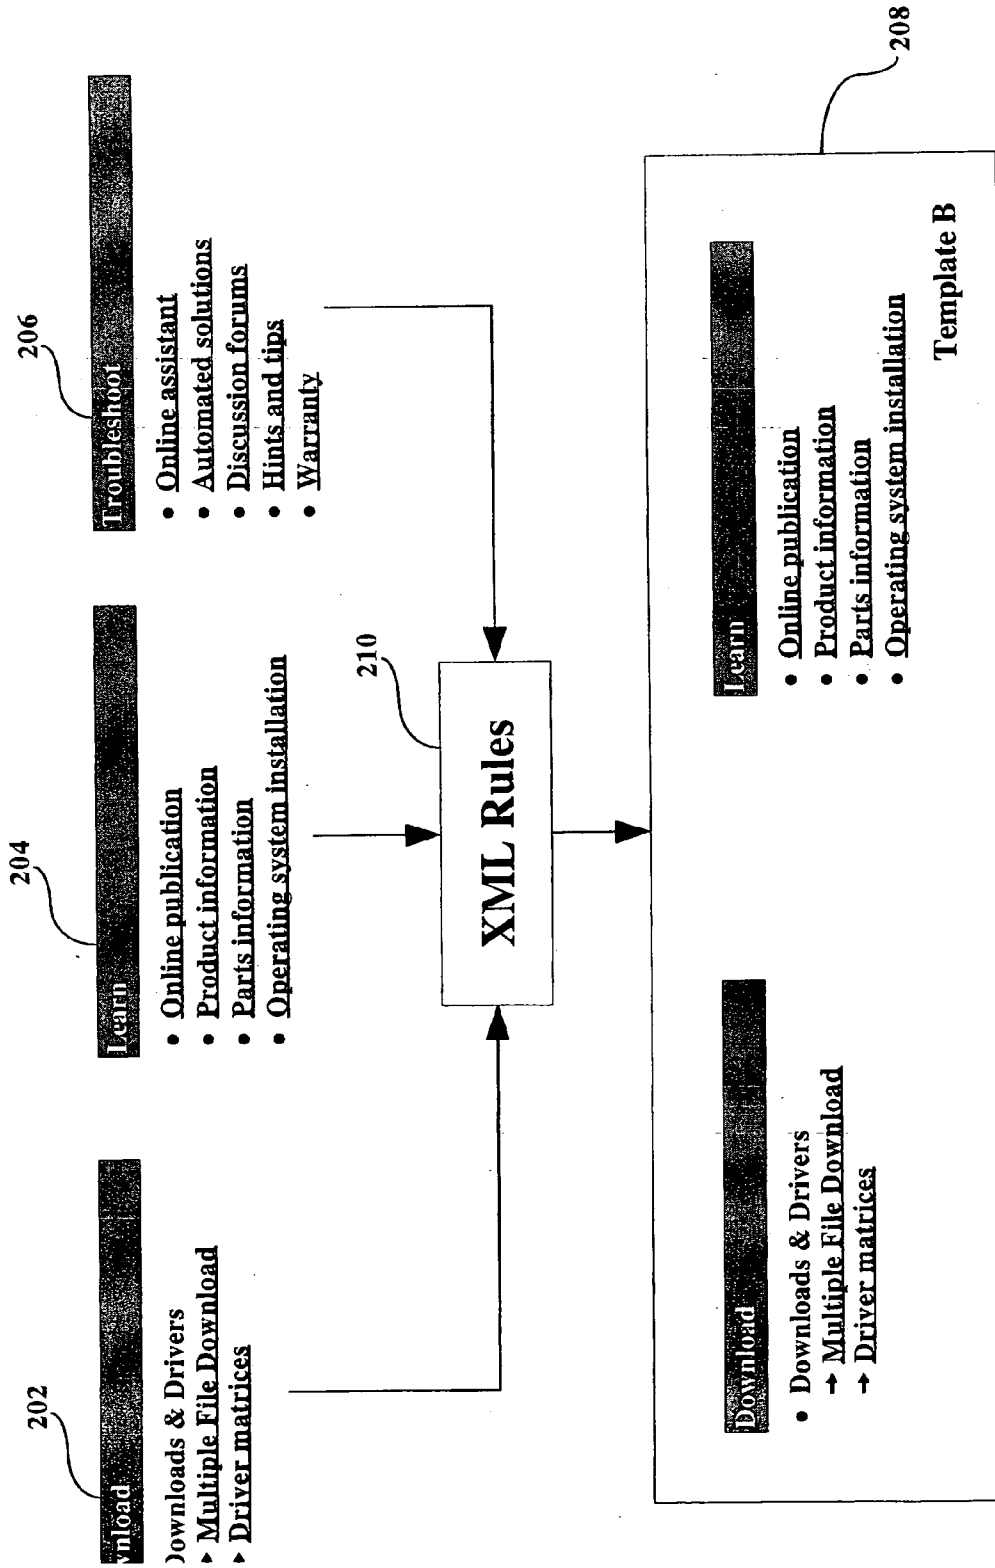 202
wnload
Downloads & Drivers
Multiple File Download
Driver matrices
204
Learn
• Online publication
• Product information
• Parts information
• Operating system installation
206
Troubleshoot
• Online assistant
• Automated solutions
• Discussion forums
• Hints and tips
• Warranty
210
XML Rules
208
Download
• Downloads & Drivers
→ Multiple File Download
→ Driver matrices
Learn
• Online publication
• Product information
• Parts information
• Operating system installation
Template B